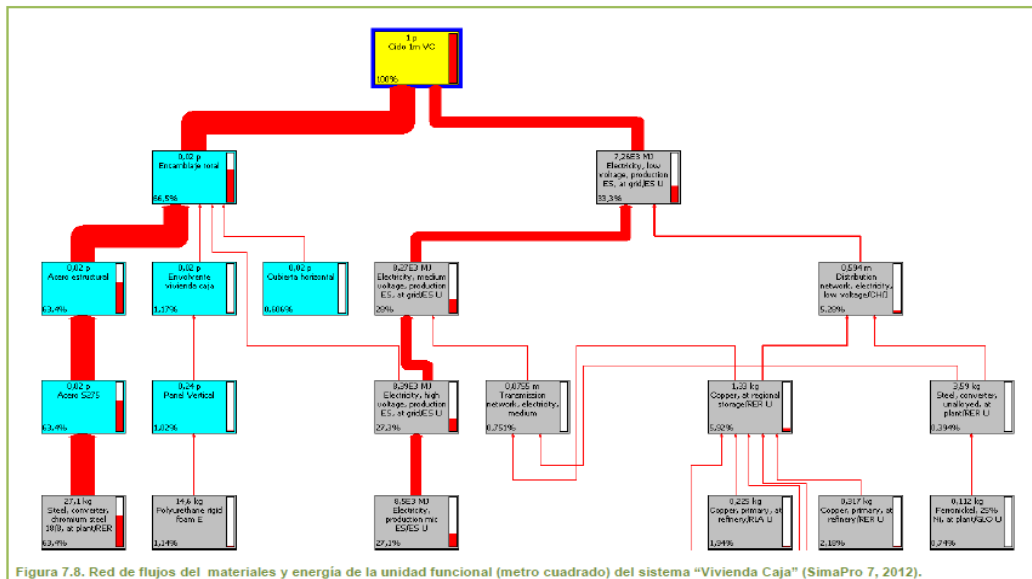 1 p
Ciclo 1m VC
100%
0,02 p
Ensamblaje total
66,5%
7,26E3 MJ
Electricity, low
voltage, production
ES, at grid/ES U
33,3%
0,02 p
Acero estructural
63,4%
0,02 p
Envolvente
vivienda caja
1,17%
0,02 p
Cubierta horizontal
0,606%
8,27E3 MJ
Electricity, medium
voltage, production
ES, at grid/ES U
28%
0,594 m
Distribution
network, electricity,
low voltage/CH U
5,28%
0,02 p
Acero S275
63,4%
0,24 p
Panel Vertical
1,02%
8,39E3 MJ
Electricity, high
voltage, production
ES, at grid/ES U
27,3%
0,0755 m
Transmission
network, electricity,
medium
0,751%
1,33 kg
Copper, at regional
storage/RER U
5,92%
3,59 kg
Steel, converter,
unalloyed, at
plant/RER U
0,394%
27,1 kg
Steel, converter,
chromium steel
18/8, at plant/RER
63,4%
14,6 kg
Polyurethane rigid
foam E
1,14%
8,5E3 MJ
Electricity,
production mix
ES/ES U
27,1%
0,225 kg
Copper, primary, at
refinery/RLA U
1,84%
0,317 kg
Copper, primary, at
refinery/RER U
2,18%
0,112 kg
Ferronickel, 25%
Ni, at plant/GLO U
0,74%
Figura 7.8. Red de flujos del materiales y energía de la unidad funcional (metro cuadrado) del sistema “Vivienda Caja” (SimaPro 7, 2012).